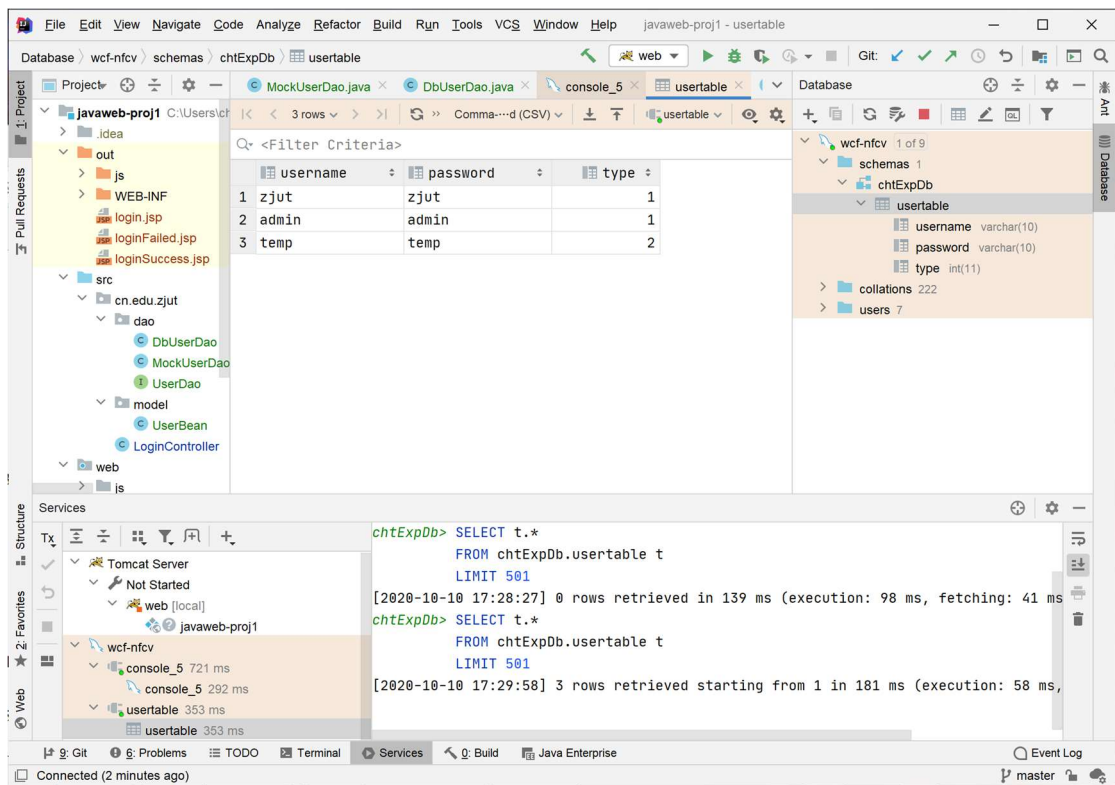 File Edit View Navigate Code Analyze Refactor Build Run Tools VCS Window Help javaweb-proj1 - usertable
Database wcf-nfcv schemas chtExpDb usertable web Git:
Project
MockUserDao.java DbUserDao.java console_5 usertable
Database
3 rows Comma-···d (CSV) usertable
<Filter Criteria>
username password type
1 zjut zjut 1
2 admin admin 1
3 temp temp 2
1: Project
Pull Requests
Structure
2: Favorites
Web
javaweb-proj1 C:\Users\ch
.idea
out
js
WEB-INF
login.jsp
loginFailed.jsp
loginSuccess.jsp
src
cn.edu.zjut
dao
DbUserDao
MockUserDao
UserDao
model
UserBean
LoginController
web
js
wcf-nfcv 1 of 9
schemas 1
chtExpDb
usertable
username varchar(10)
password varchar(10)
type int(11)
collations 222
users 7
Ant
Database
Services
Tx
Tomcat Server
Not Started
web [local]
javaweb-proj1
wcf-nfcv
console_5 721 ms
console_5 292 ms
usertable 353 ms
usertable 353 ms
chtExpDb> SELECT t.*
FROM chtExpDb.usertable t
LIMIT 501
[2020-10-10 17:28:27] 0 rows retrieved in 139 ms (execution: 98 ms, fetching: 41 ms
chtExpDb> SELECT t.*
FROM chtExpDb.usertable t
LIMIT 501
[2020-10-10 17:29:58] 3 rows retrieved starting from 1 in 181 ms (execution: 58 ms,
9: Git 6: Problems TODO Terminal Services 0: Build Java Enterprise Event Log
Connected (2 minutes ago) master